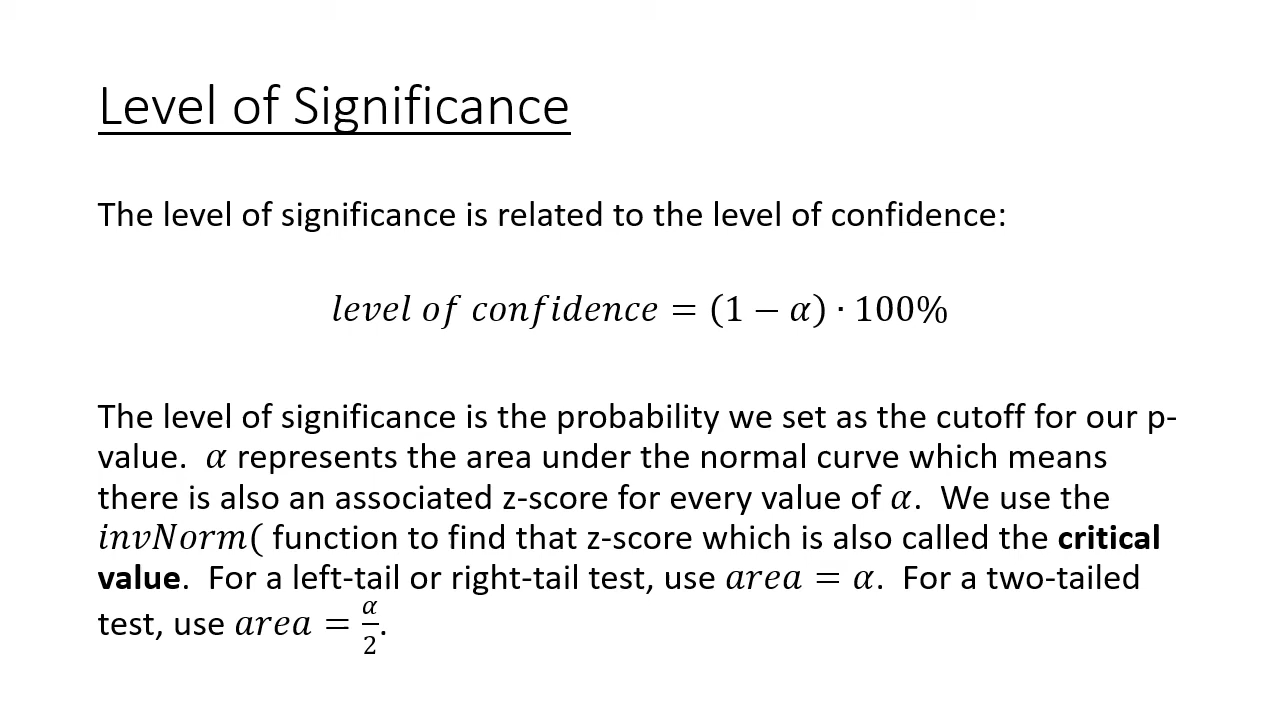 Level of Significance
The level of significance is related to the level of confidence:
level of confidence = (1 − α) · 100%
The level of significance is the probability we set as the cutoff for our p-
value.  α represents the area under the normal curve which means
there is also an associated z-score for every value of α.  We use the
invNorm( function to find that z-score which is also called the critical
value.  For a left-tail or right-tail test, use area = α.  For a two-tailed
test, use area = α/2.